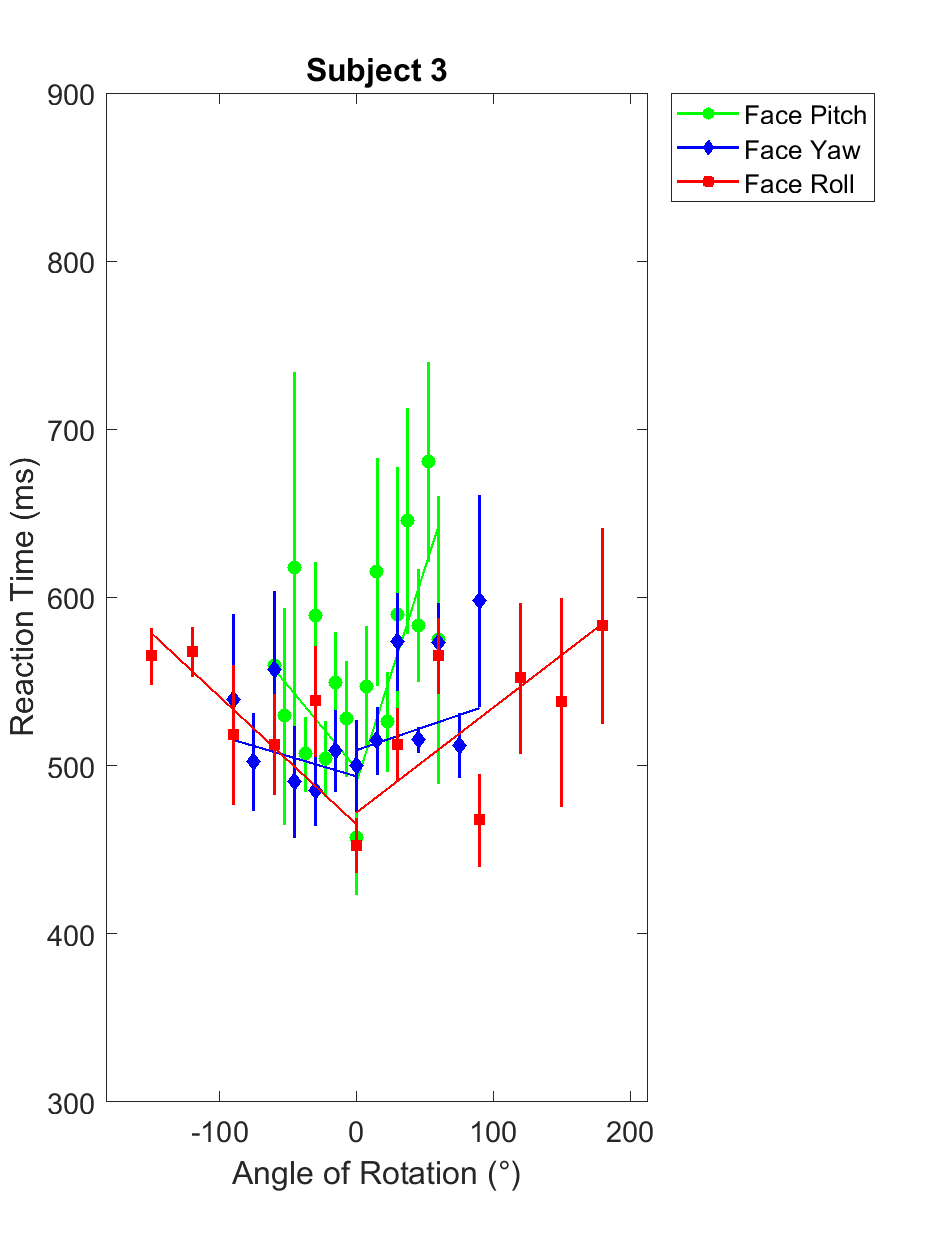 Subject 3
900
800
700
600
500
400
300
-100
0
100
200
Reaction Time (ms)
Angle of Rotation (°)
Face Pitch
Face Yaw
Face Roll